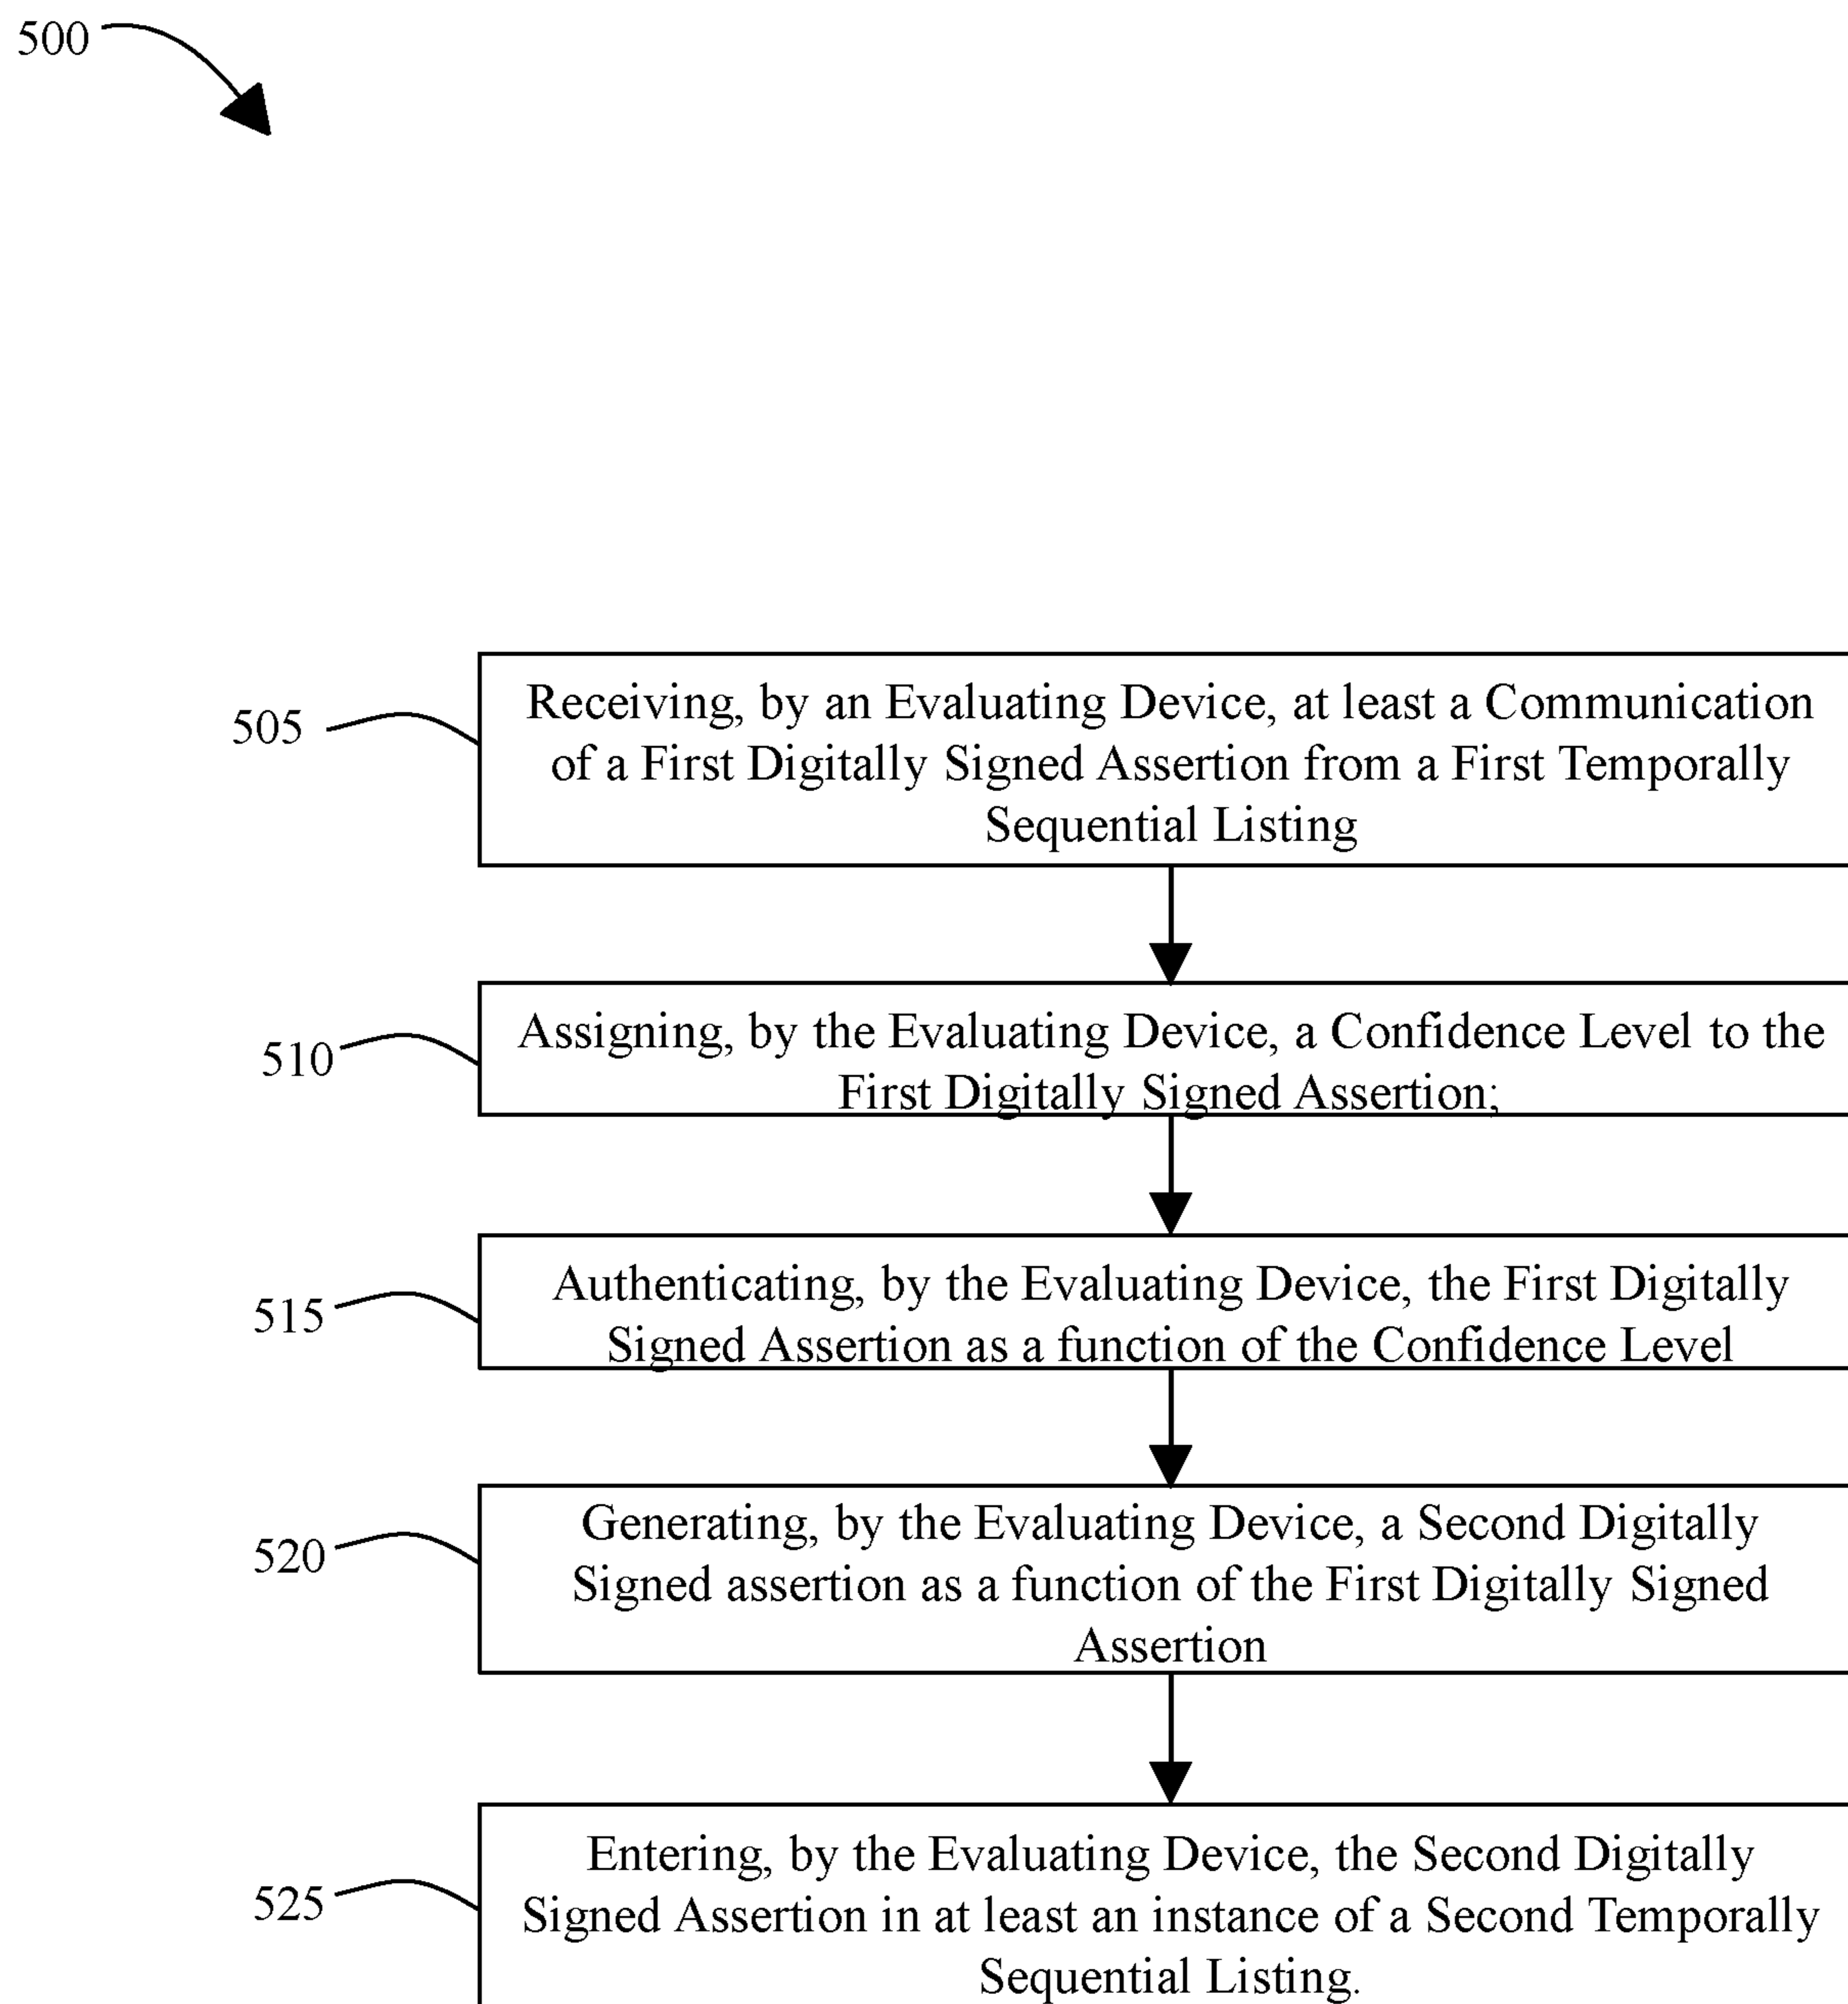 500
505
Receiving, by an Evaluating Device, at least a Communication
of a First Digitally Signed Assertion from a First Temporally
Sequential Listing
510
Assigning, by the Evaluating Device, a Confidence Level to the
First Digitally Signed Assertion;
515
Authenticating, by the Evaluating Device, the First Digitally
Signed Assertion as a function of the Confidence Level
520
Generating, by the Evaluating Device, a Second Digitally
Signed assertion as a function of the First Digitally Signed
Assertion
525
Entering, by the Evaluating Device, the Second Digitally
Signed Assertion in at least an instance of a Second Temporally
Sequential Listing.